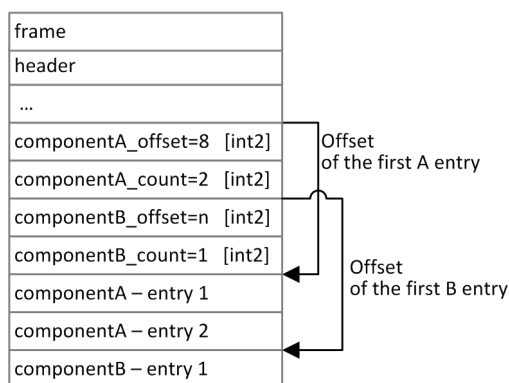 frame
header
...
componentA_offset=8 [int2]
componentA_count=2 [int2]
componentB_offset=n [int2]
componentB_count=1 [int2]
componentA – entry 1
componentA – entry 2
componentB – entry 1
Offset
of the first A entry
Offset
of the first B entry